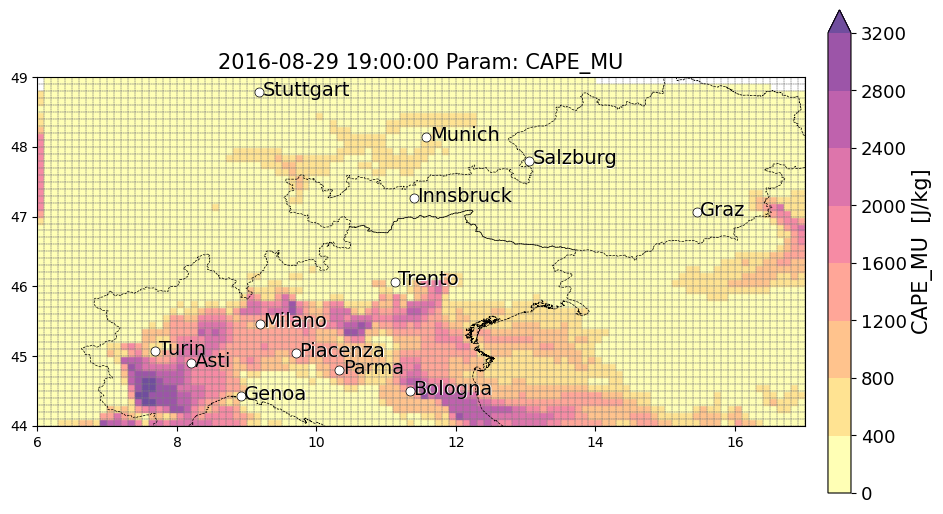 2016-08-29 19:00:00 Param: CAPE_MU
49
48
47
46
45
44
6
8
10
12
14
16
Stuttgart
Munich
Salzburg
Innsbruck
Graz
Trento
Milano
Turin
Asti
Piacenza
Parma
Genoa
Bologna
3200
2800
2400
2000
1600
1200
800
400
0
CAPE_MU [J/kg]